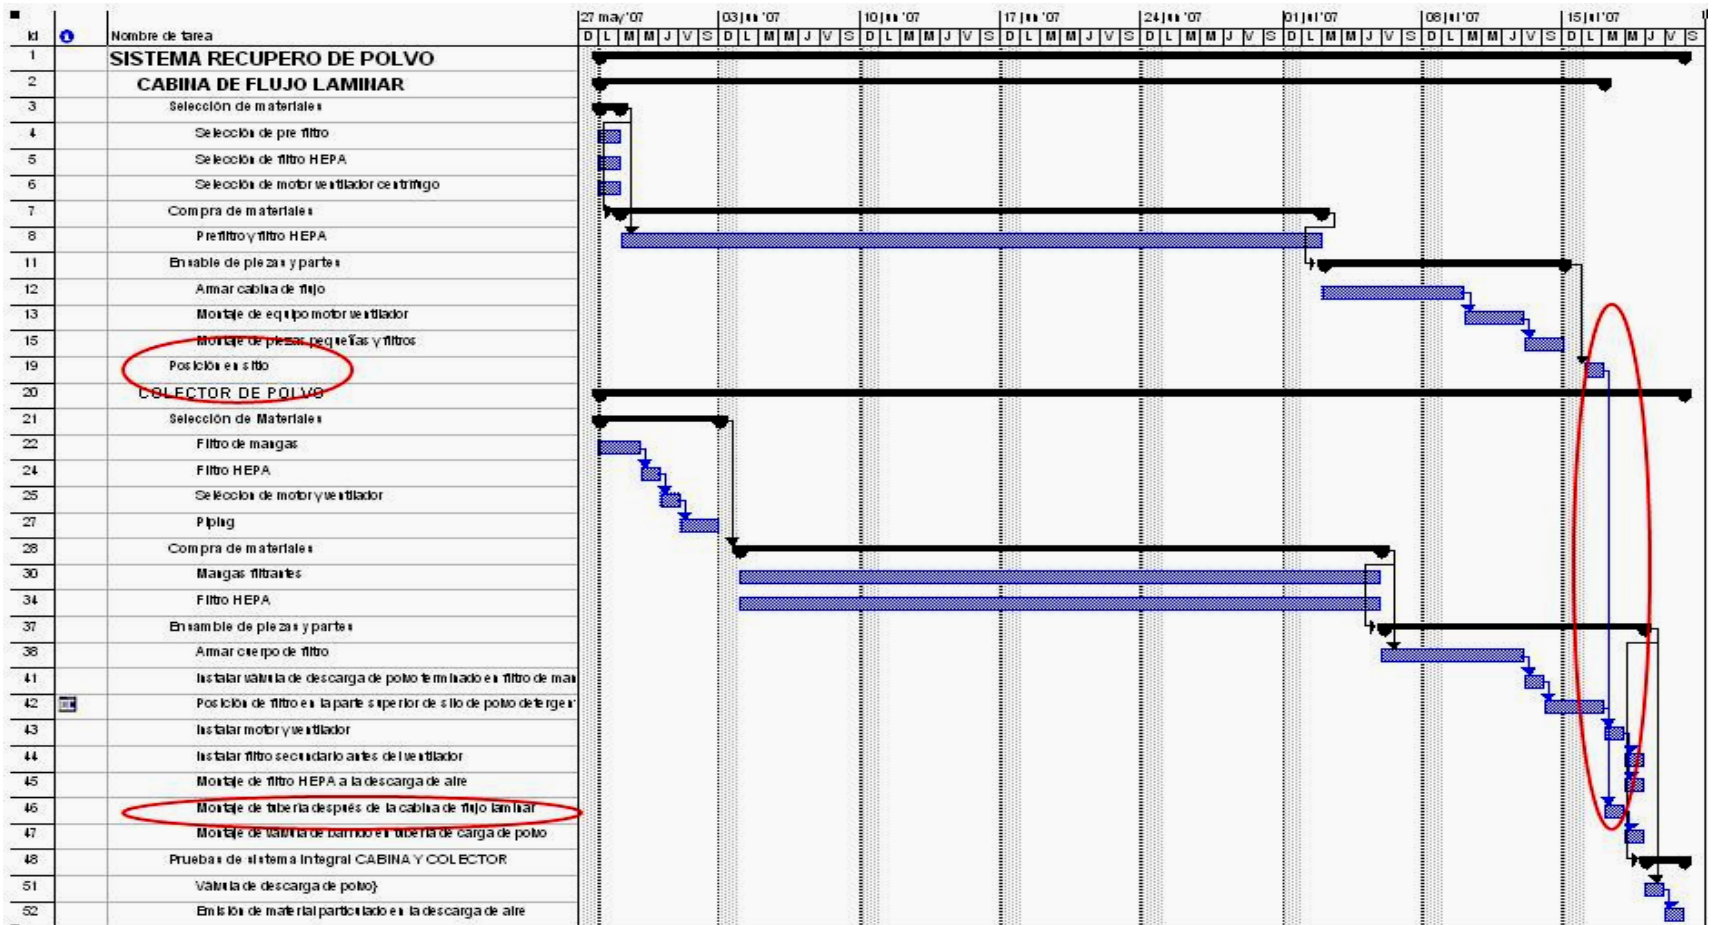 27 may '07 03 jun '07 10 jun '07 17 jun '07 24 jun '07 01 jul '07 08 jul '07 15 jul '07
Id Nombre de tarea D L M M J V S D L M M J V S D L M M J V S D L M M J V S D L M M J V S D L M M J V S D L M M J V S D L M M J V S
1 SISTEMA RECUPERO DE POLVO
2 CABINA DE FLUJO LAMINAR
3 Selección de materiales
4 Selección de pre filtro
5 Selección de filtro HEPA
6 Selección de motor ventilador centrifugo
7 Compra de materiales
8 Prefiltro y filtro HEPA
11 Ensable de piezas y partes
12 Armar cabina de flujo
13 Montaje de equipo motor ventilador
15 Montaje de piezas pequeñas y filtros
19 Posición en sitio
20 COLECTOR DE POLVO
21 Selección de Materiales
22 Filtro de mangas
24 Filtro HEPA
25 Seléccion de motor y ventilador
27 Piping
28 Compra de materiales
30 Mangas filtrantes
34 Filtro HEPA
37 Ensamble de piezas y partes
38 Armar cuerpo de filtro
41 Instalar válvula de descarga de polvo terminado en filtro de man
42 Posición de filtro en la parte superior de silo de polvo detergen
43 Instalar motor y ventilador
44 Instalar filtro secundario antes del ventilador
45 Montaje de filtro HEPA a la descarga de aire
46 Montaje de tubería después de la cabina de flujo laminar
47 Montaje de válvula de barrido en tubería de carga de polvo
48 Pruebas de sistema integral CABINA Y COLECTOR
51 Válvula de descarga de polvo}
52 Emisión de material particulado en la descarga de aire